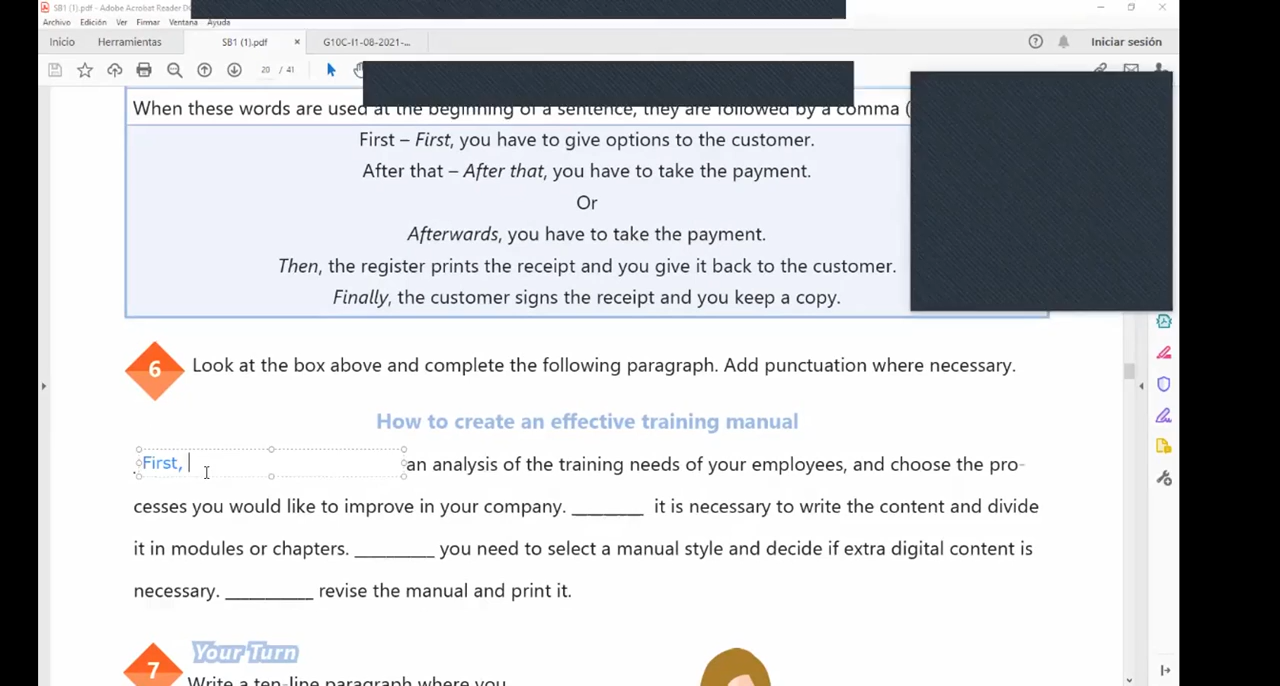 SB1 (1).pdf - Adobe Acrobat Reader
Archivo Edición Ver Firmar Ventana Ayuda
Inicio Herramientas SB1 (1).pdf × G10C-I1-08-2021-... Iniciar sesión
20 / 41
When these words are used at the beginning of a sentence, they are followed by a comma (
First – First, you have to give options to the customer.
After that – After that, you have to take the payment.
Or
Afterwards, you have to take the payment.
Then, the register prints the receipt and you give it back to the customer.
Finally, the customer signs the receipt and you keep a copy.
6 Look at the box above and complete the following paragraph. Add punctuation where necessary.
How to create an effective training manual
First, an analysis of the training needs of your employees, and choose the pro-
cesses you would like to improve in your company. ________ it is necessary to write the content and divide
it in modules or chapters. _________ you need to select a manual style and decide if extra digital content is
necessary. __________ revise the manual and print it.
7 Your Turn
Write a ten-line paragraph where you